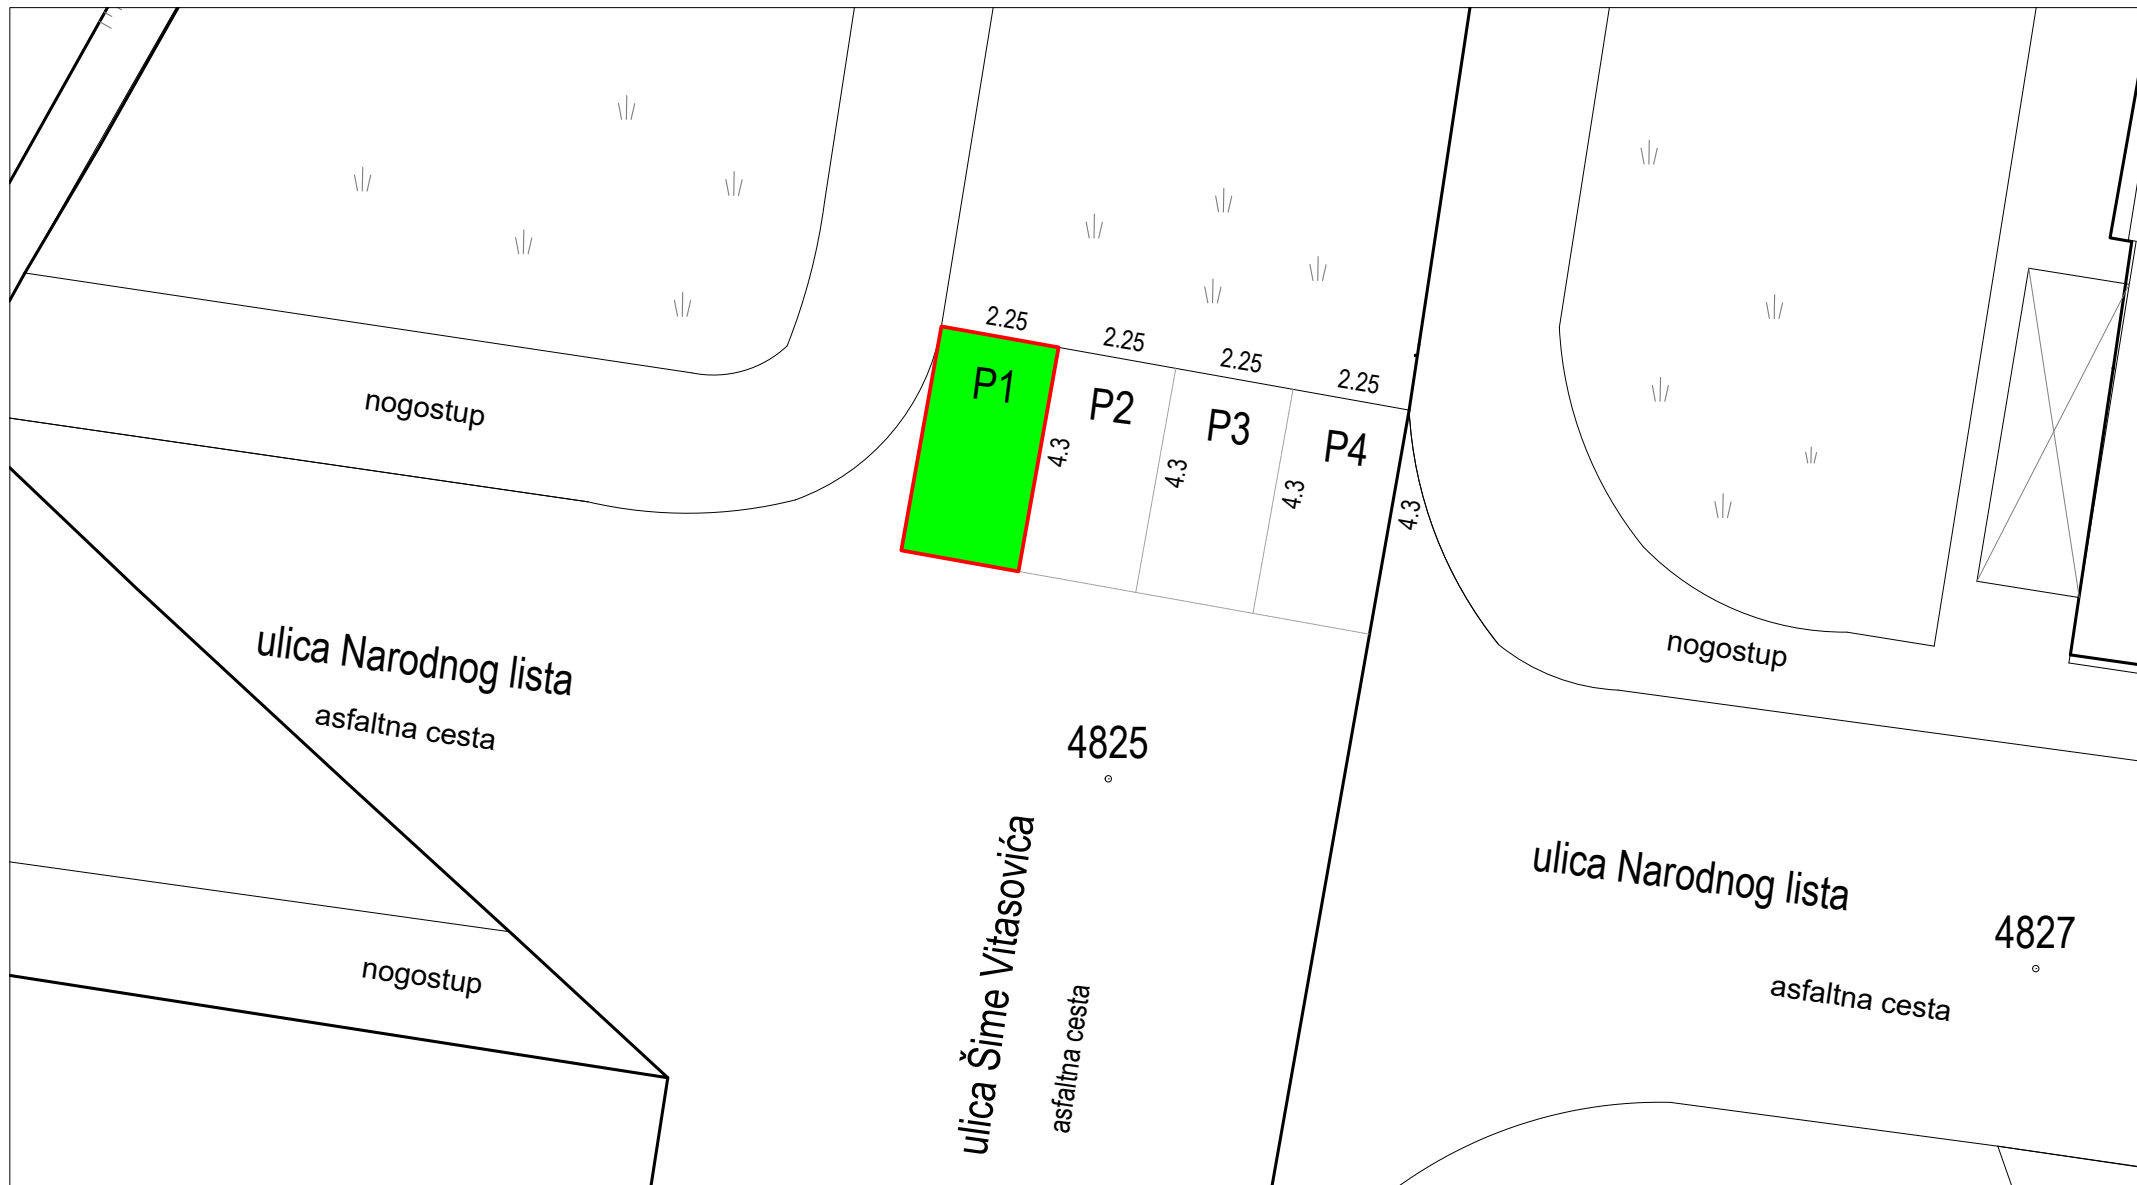 2.25
2.25
2.25
2.25
P1
P2
P3
P4
4.3
4.3
4.3
4.3
nogostup
ulica Narodnog lista
asfaltna cesta
nogostup
4825
ulica Šime Vitasovića
asfaltna cesta
nogostup
ulica Narodnog lista
4827
asfaltna cesta